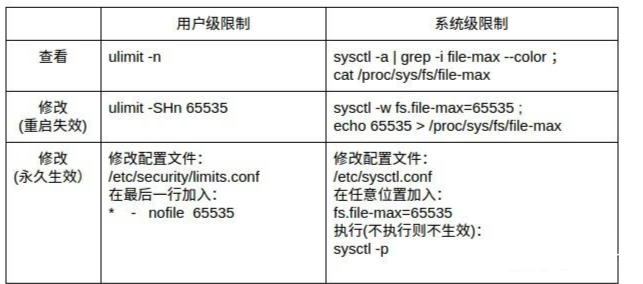 用户级限制
系统级限制
查看
ulimit -n
sysctl -a | grep -i file-max --color ;
cat /proc/sys/fs/file-max
修改
(重启失效)
ulimit -SHn 65535
sysctl -w fs.file-max=65535 ;
echo 65535 > /proc/sys/fs/file-max
修改
(永久生效)
修改配置文件：
/etc/security/limits.conf
在最后一行加入：
* - nofile 65535
修改配置文件：
/etc/sysctl.conf
在任意位置加入：
fs.file-max=65535
执行(不执行则不生效)：
sysctl -p